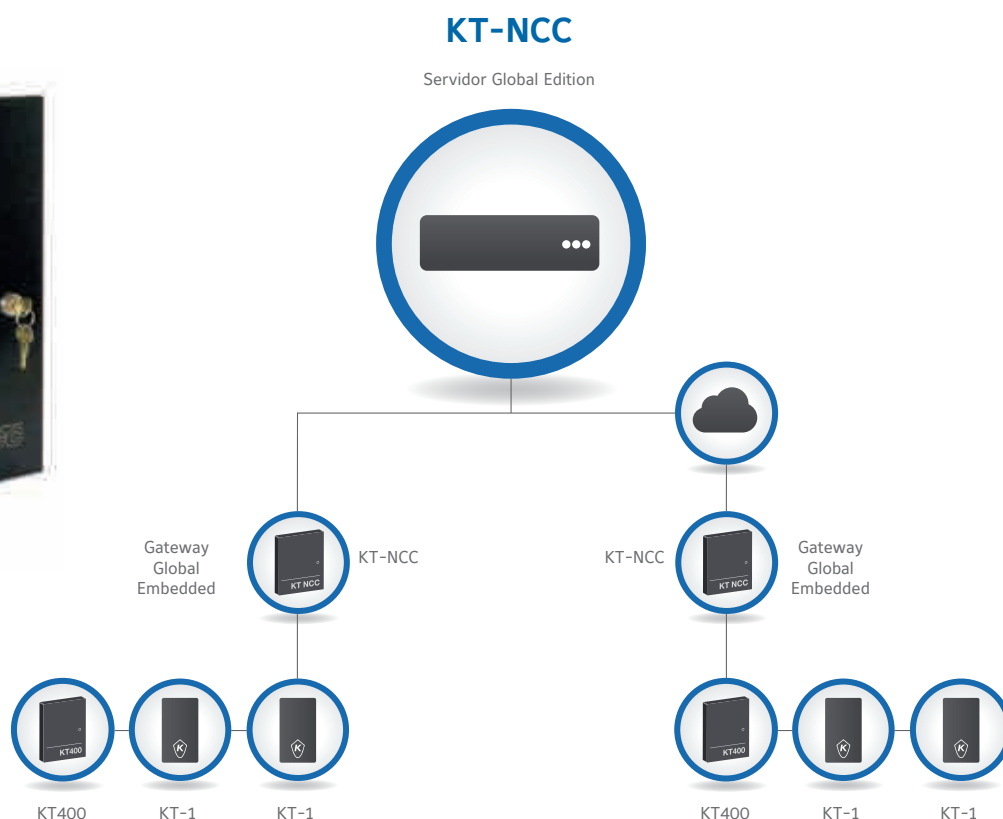 KT-NCC
Servidor Global Edition
Gateway
Global
Embedded
KT NCC
KT-NCC
KT-NCC
KT NCC
Gateway
Global
Embedded
KT400
KT400
KT400
KT-1
KT-1
KT400
KT-1
KT-1